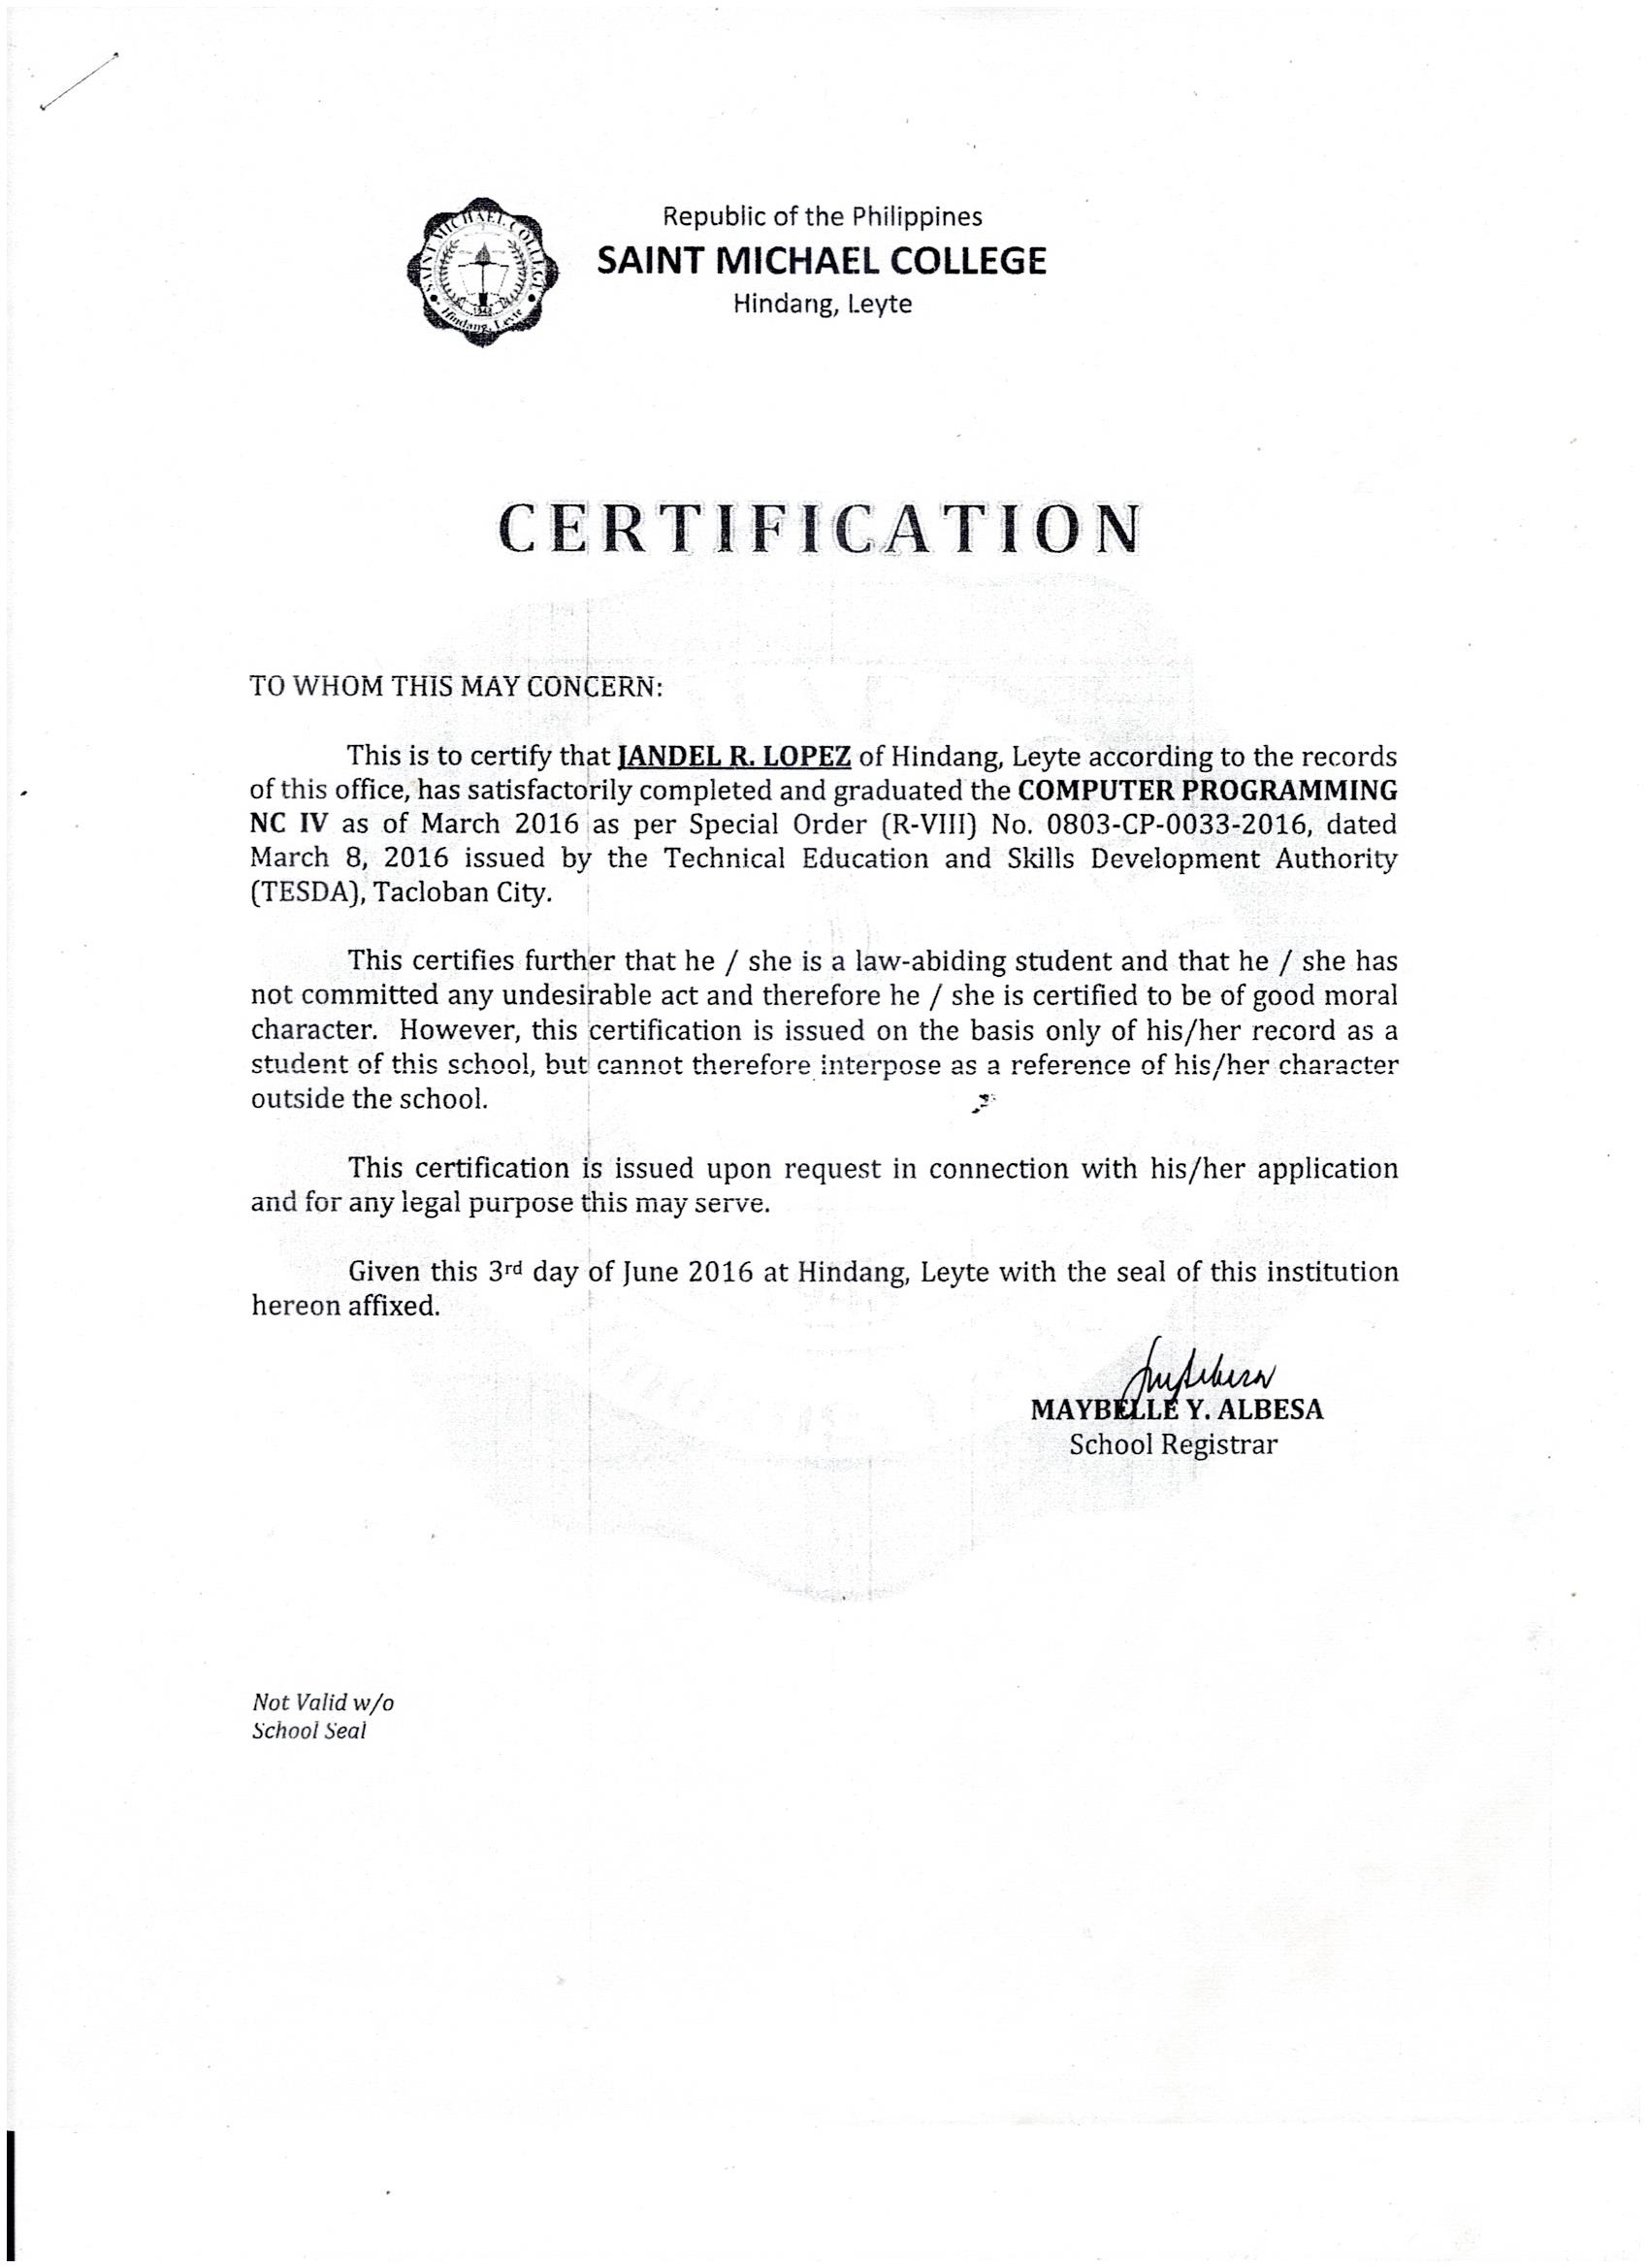 SAINT MICHAEL COLLEGE
1946
Hindang, Leyte
Republic of the Philippines
SAINT MICHAEL COLLEGE
Hindang, Leyte
CERTIFICATION
TO WHOM THIS MAY CONCERN:
This is to certify that JANDEL R. LOPEZ of Hindang, Leyte according to the records
of this office, has satisfactorily completed and graduated the COMPUTER PROGRAMMING
NC IV as of March 2016 as per Special Order (R-VIII) No. 0803-CP-0033-2016, dated
March 8, 2016 issued by the Technical Education and Skills Development Authority
(TESDA), Tacloban City.
This certifies further that he / she is a law-abiding student and that he / she has
not committed any undesirable act and therefore he / she is certified to be of good moral
character. However, this certification is issued on the basis only of his/her record as a
student of this school, but cannot therefore interpose as a reference of his/her character
outside the school.
This certification is issued upon request in connection with his/her application
and for any legal purpose this may serve.
Given this 3rd day of June 2016 at Hindang, Leyte with the seal of this institution
hereon affixed.
MAYBELLE Y. ALBESA
School Registrar
Not Valid w/o
School Seal